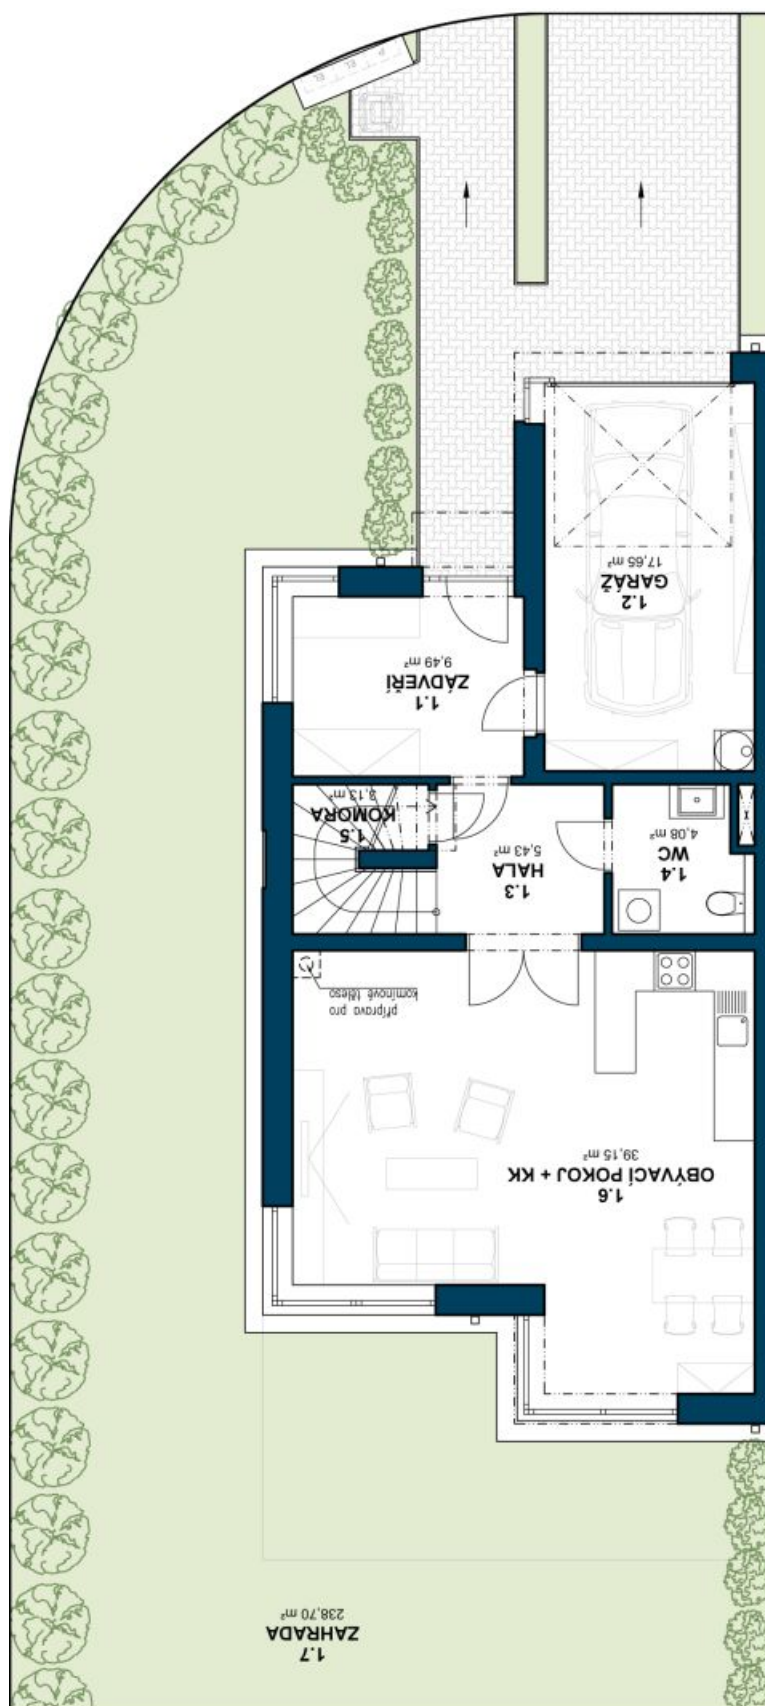 1.7
ZAHRADA
238,70 m²
1.6
OBÝVACÍ POKOJ + KK
39,15 m²
příprava pro
komínové těleso
1.4
WC
4,08 m²
1.3
HALA
5,43 m²
1.5
KOMORA
3,13 m²
1.1
ZÁDVEŘÍ
9,49 m²
1.2
GARÁŽ
17,65 m²
P
EL
EL